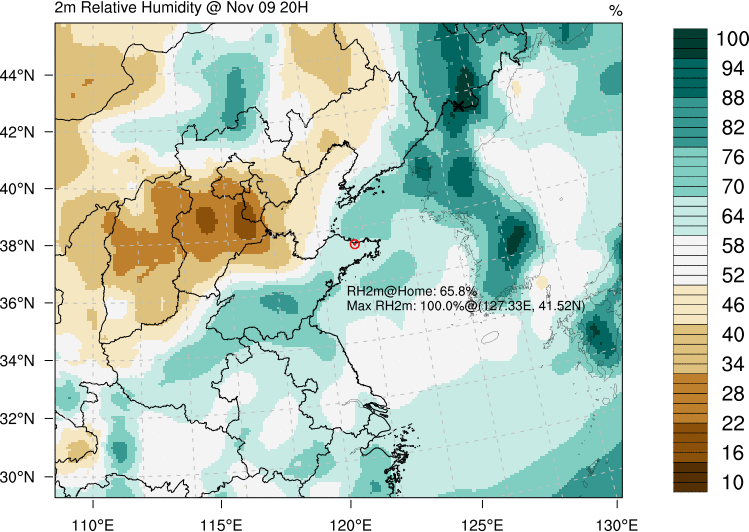 2m Relative Humidity @ Nov 09 20H
%
44°N
42°N
40°N
38°N
36°N
34°N
32°N
30°N
110°E
115°E
120°E
125°E
130°E
RH2m@Home: 65.8%
Max RH2m: 100.0%@(127.33E, 41.52N)
100
94
88
82
76
70
64
58
52
46
40
34
28
22
16
10